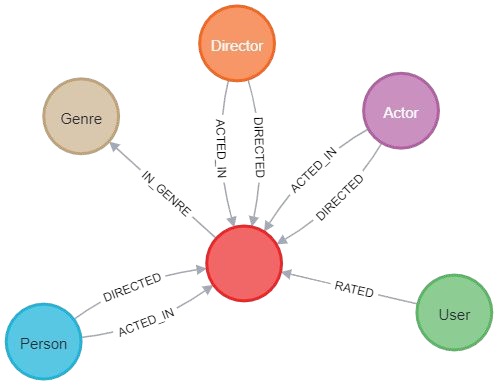 Director
Genre
Actor
ACTED_IN
DIRECTED
ACTED_IN
DIRECTED
IN_GENRE
DIRECTED
ACTED_IN
RATED
Person
User